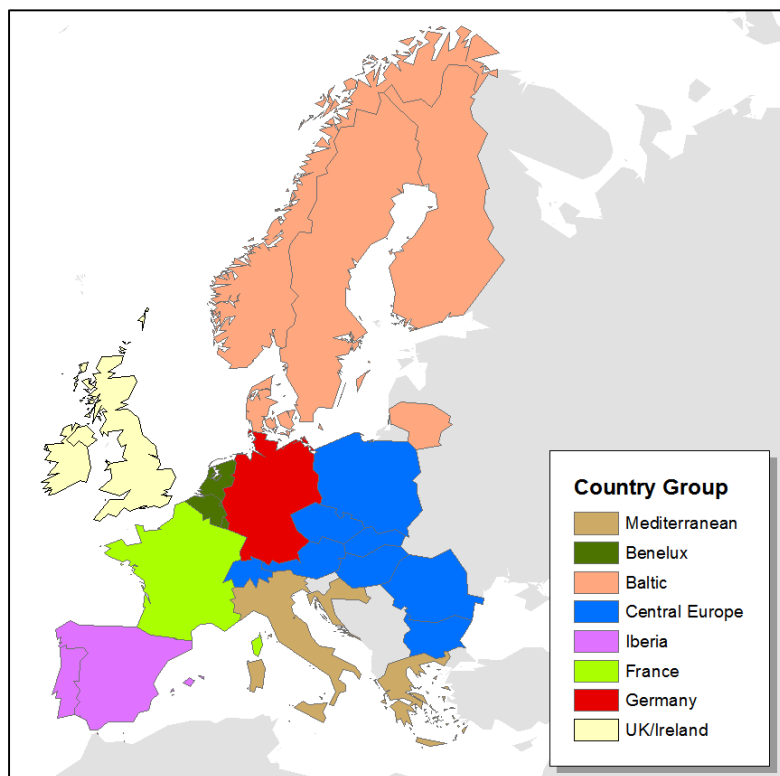 Country Group
Mediterranean
Benelux
Baltic
Central Europe
Iberia
France
Germany
UK/Ireland